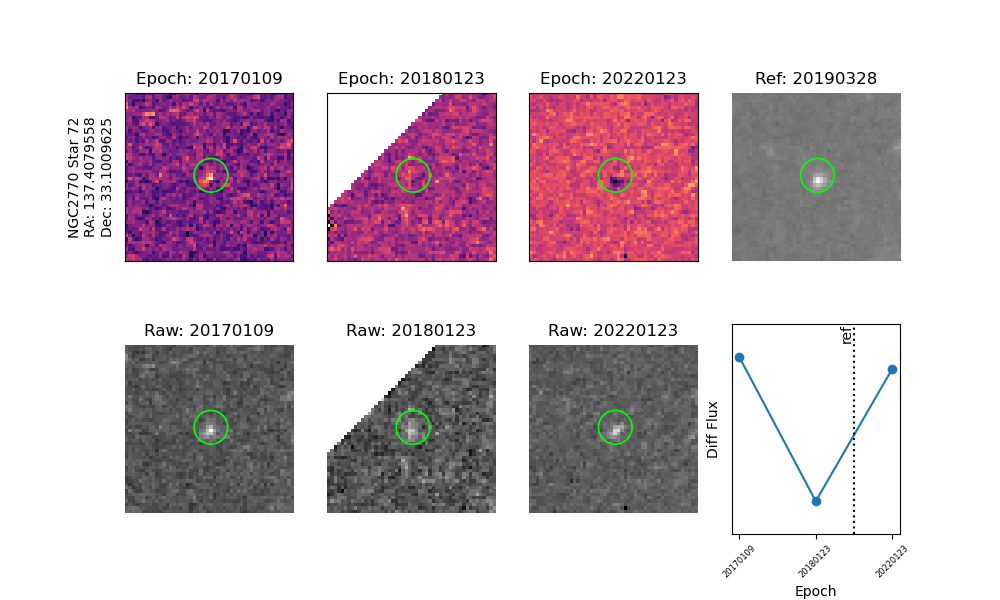 NGC2770 Star 72
RA: 137.4079558
Dec: 33.1009625
Epoch: 20170109
Epoch: 20180123
Epoch: 20220123
Ref: 20190328
Raw: 20170109
Raw: 20180123
Raw: 20220123
Diff Flux
ref
20170109
20180123
20220123
Epoch